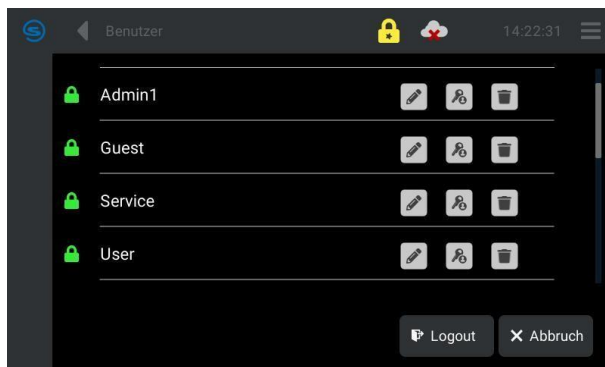 Benutzer 14:22:31
Admin1
Guest
Service
User
Logout Abbruch